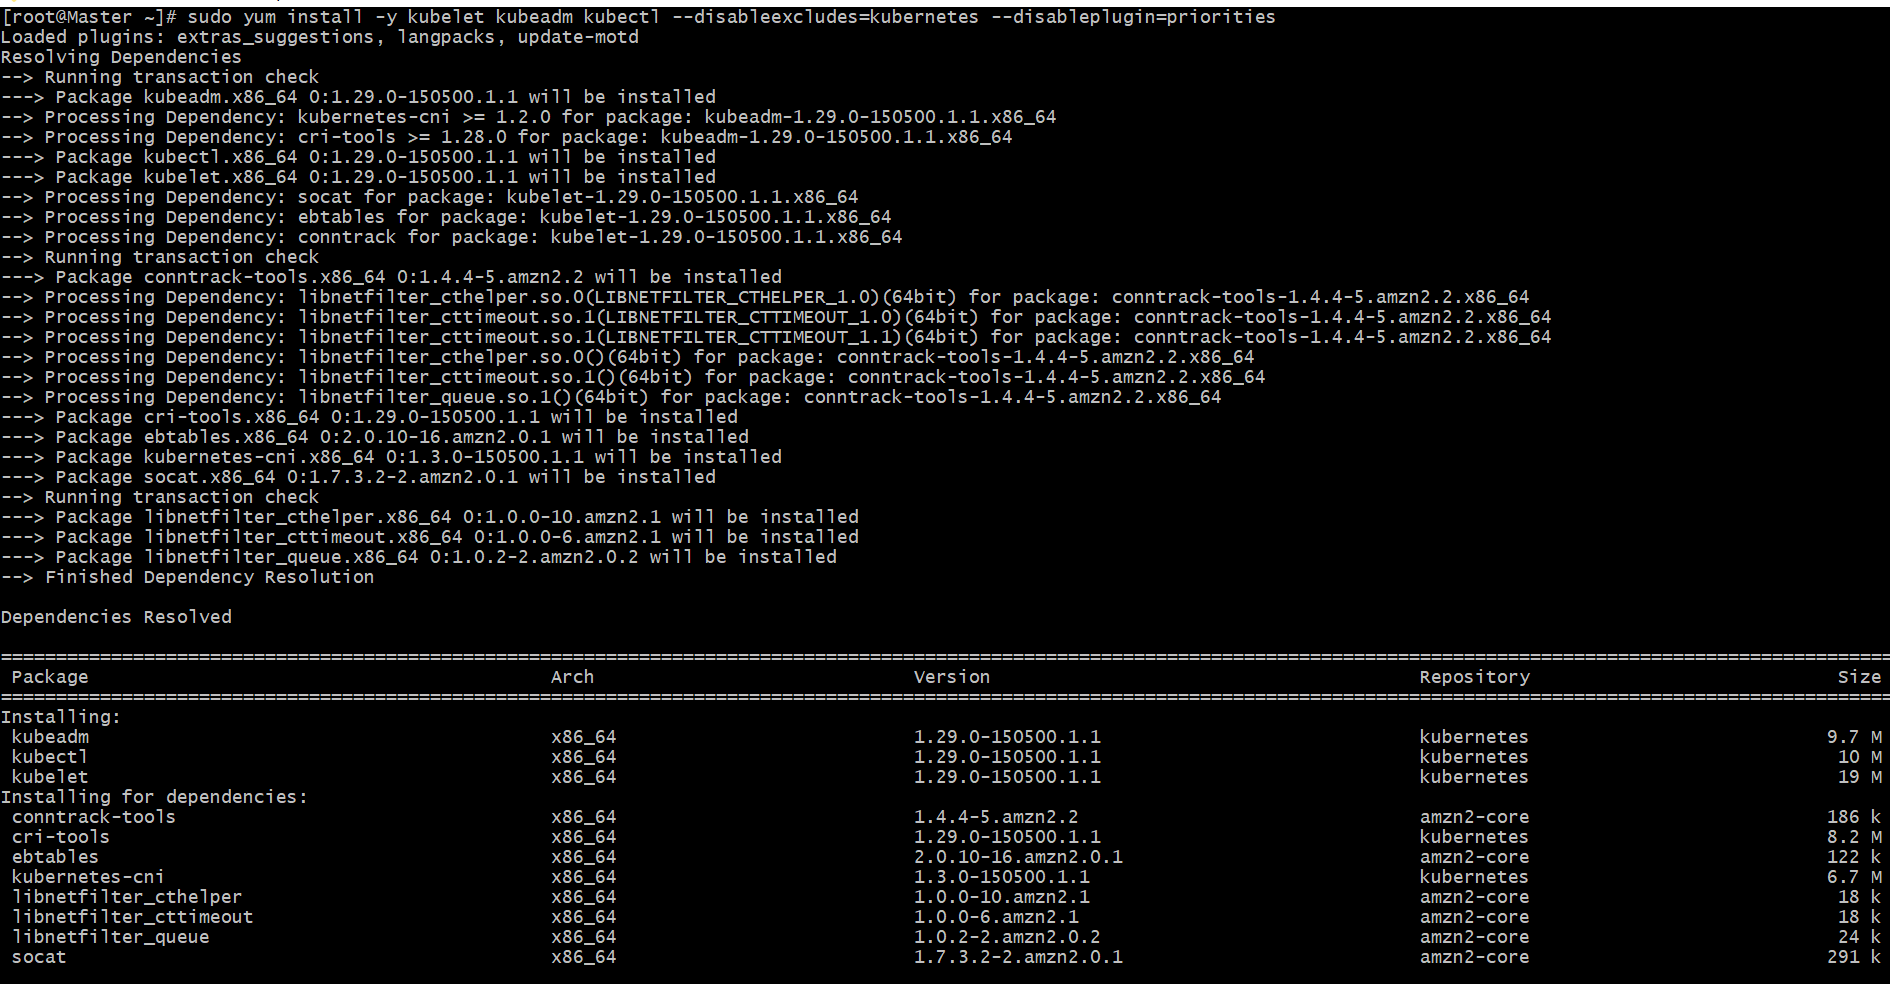 [root@Master ~]# sudo yum install -y kubelet kubeadm kubectl --disableexcludes=kubernetes --disableplugin=priorities
Loaded plugins: extras_suggestions, langpacks, update-motd
Resolving Dependencies
--> Running transaction check
---> Package kubeadm.x86_64 0:1.29.0-150500.1.1 will be installed
--> Processing Dependency: kubernetes-cni >= 1.2.0 for package: kubeadm-1.29.0-150500.1.1.x86_64
--> Processing Dependency: cri-tools >= 1.28.0 for package: kubeadm-1.29.0-150500.1.1.x86_64
---> Package kubectl.x86_64 0:1.29.0-150500.1.1 will be installed
---> Package kubelet.x86_64 0:1.29.0-150500.1.1 will be installed
--> Processing Dependency: socat for package: kubelet-1.29.0-150500.1.1.x86_64
--> Processing Dependency: ebtables for package: kubelet-1.29.0-150500.1.1.x86_64
--> Processing Dependency: conntrack for package: kubelet-1.29.0-150500.1.1.x86_64
--> Running transaction check
---> Package conntrack-tools.x86_64 0:1.4.4-5.amzn2.2 will be installed
--> Processing Dependency: libnetfilter_cthelper.so.0(LIBNETFILTER_CTHELPER_1.0)(64bit) for package: conntrack-tools-1.4.4-5.amzn2.2.x86_64
--> Processing Dependency: libnetfilter_cttimeout.so.1(LIBNETFILTER_CTTIMEOUT_1.0)(64bit) for package: conntrack-tools-1.4.4-5.amzn2.2.x86_64
--> Processing Dependency: libnetfilter_cttimeout.so.1(LIBNETFILTER_CTTIMEOUT_1.1)(64bit) for package: conntrack-tools-1.4.4-5.amzn2.2.x86_64
--> Processing Dependency: libnetfilter_cthelper.so.0()(64bit) for package: conntrack-tools-1.4.4-5.amzn2.2.x86_64
--> Processing Dependency: libnetfilter_cttimeout.so.1()(64bit) for package: conntrack-tools-1.4.4-5.amzn2.2.x86_64
--> Processing Dependency: libnetfilter_queue.so.1()(64bit) for package: conntrack-tools-1.4.4-5.amzn2.2.x86_64
---> Package cri-tools.x86_64 0:1.29.0-150500.1.1 will be installed
---> Package ebtables.x86_64 0:2.0.10-16.amzn2.0.1 will be installed
---> Package kubernetes-cni.x86_64 0:1.3.0-150500.1.1 will be installed
---> Package socat.x86_64 0:1.7.3.2-2.amzn2.0.1 will be installed
--> Running transaction check
---> Package libnetfilter_cthelper.x86_64 0:1.0.0-10.amzn2.1 will be installed
---> Package libnetfilter_cttimeout.x86_64 0:1.0.0-6.amzn2.1 will be installed
---> Package libnetfilter_queue.x86_64 0:1.0.2-2.amzn2.0.2 will be installed
--> Finished Dependency Resolution
Dependencies Resolved
Package Arch Version Repository Size
Installing:
kubeadm x86_64 1.29.0-150500.1.1 kubernetes 9.7 M
kubectl x86_64 1.29.0-150500.1.1 kubernetes 10 M
kubelet x86_64 1.29.0-150500.1.1 kubernetes 19 M
Installing for dependencies:
conntrack-tools x86_64 1.4.4-5.amzn2.2 amzn2-core 186 k
cri-tools x86_64 1.29.0-150500.1.1 kubernetes 8.2 M
ebtables x86_64 2.0.10-16.amzn2.0.1 amzn2-core 122 k
kubernetes-cni x86_64 1.3.0-150500.1.1 kubernetes 6.7 M
libnetfilter_cthelper x86_64 1.0.0-10.amzn2.1 amzn2-core 18 k
libnetfilter_cttimeout x86_64 1.0.0-6.amzn2.1 amzn2-core 18 k
libnetfilter_queue x86_64 1.0.2-2.amzn2.0.2 amzn2-core 24 k
socat x86_64 1.7.3.2-2.amzn2.0.1 amzn2-core 291 k